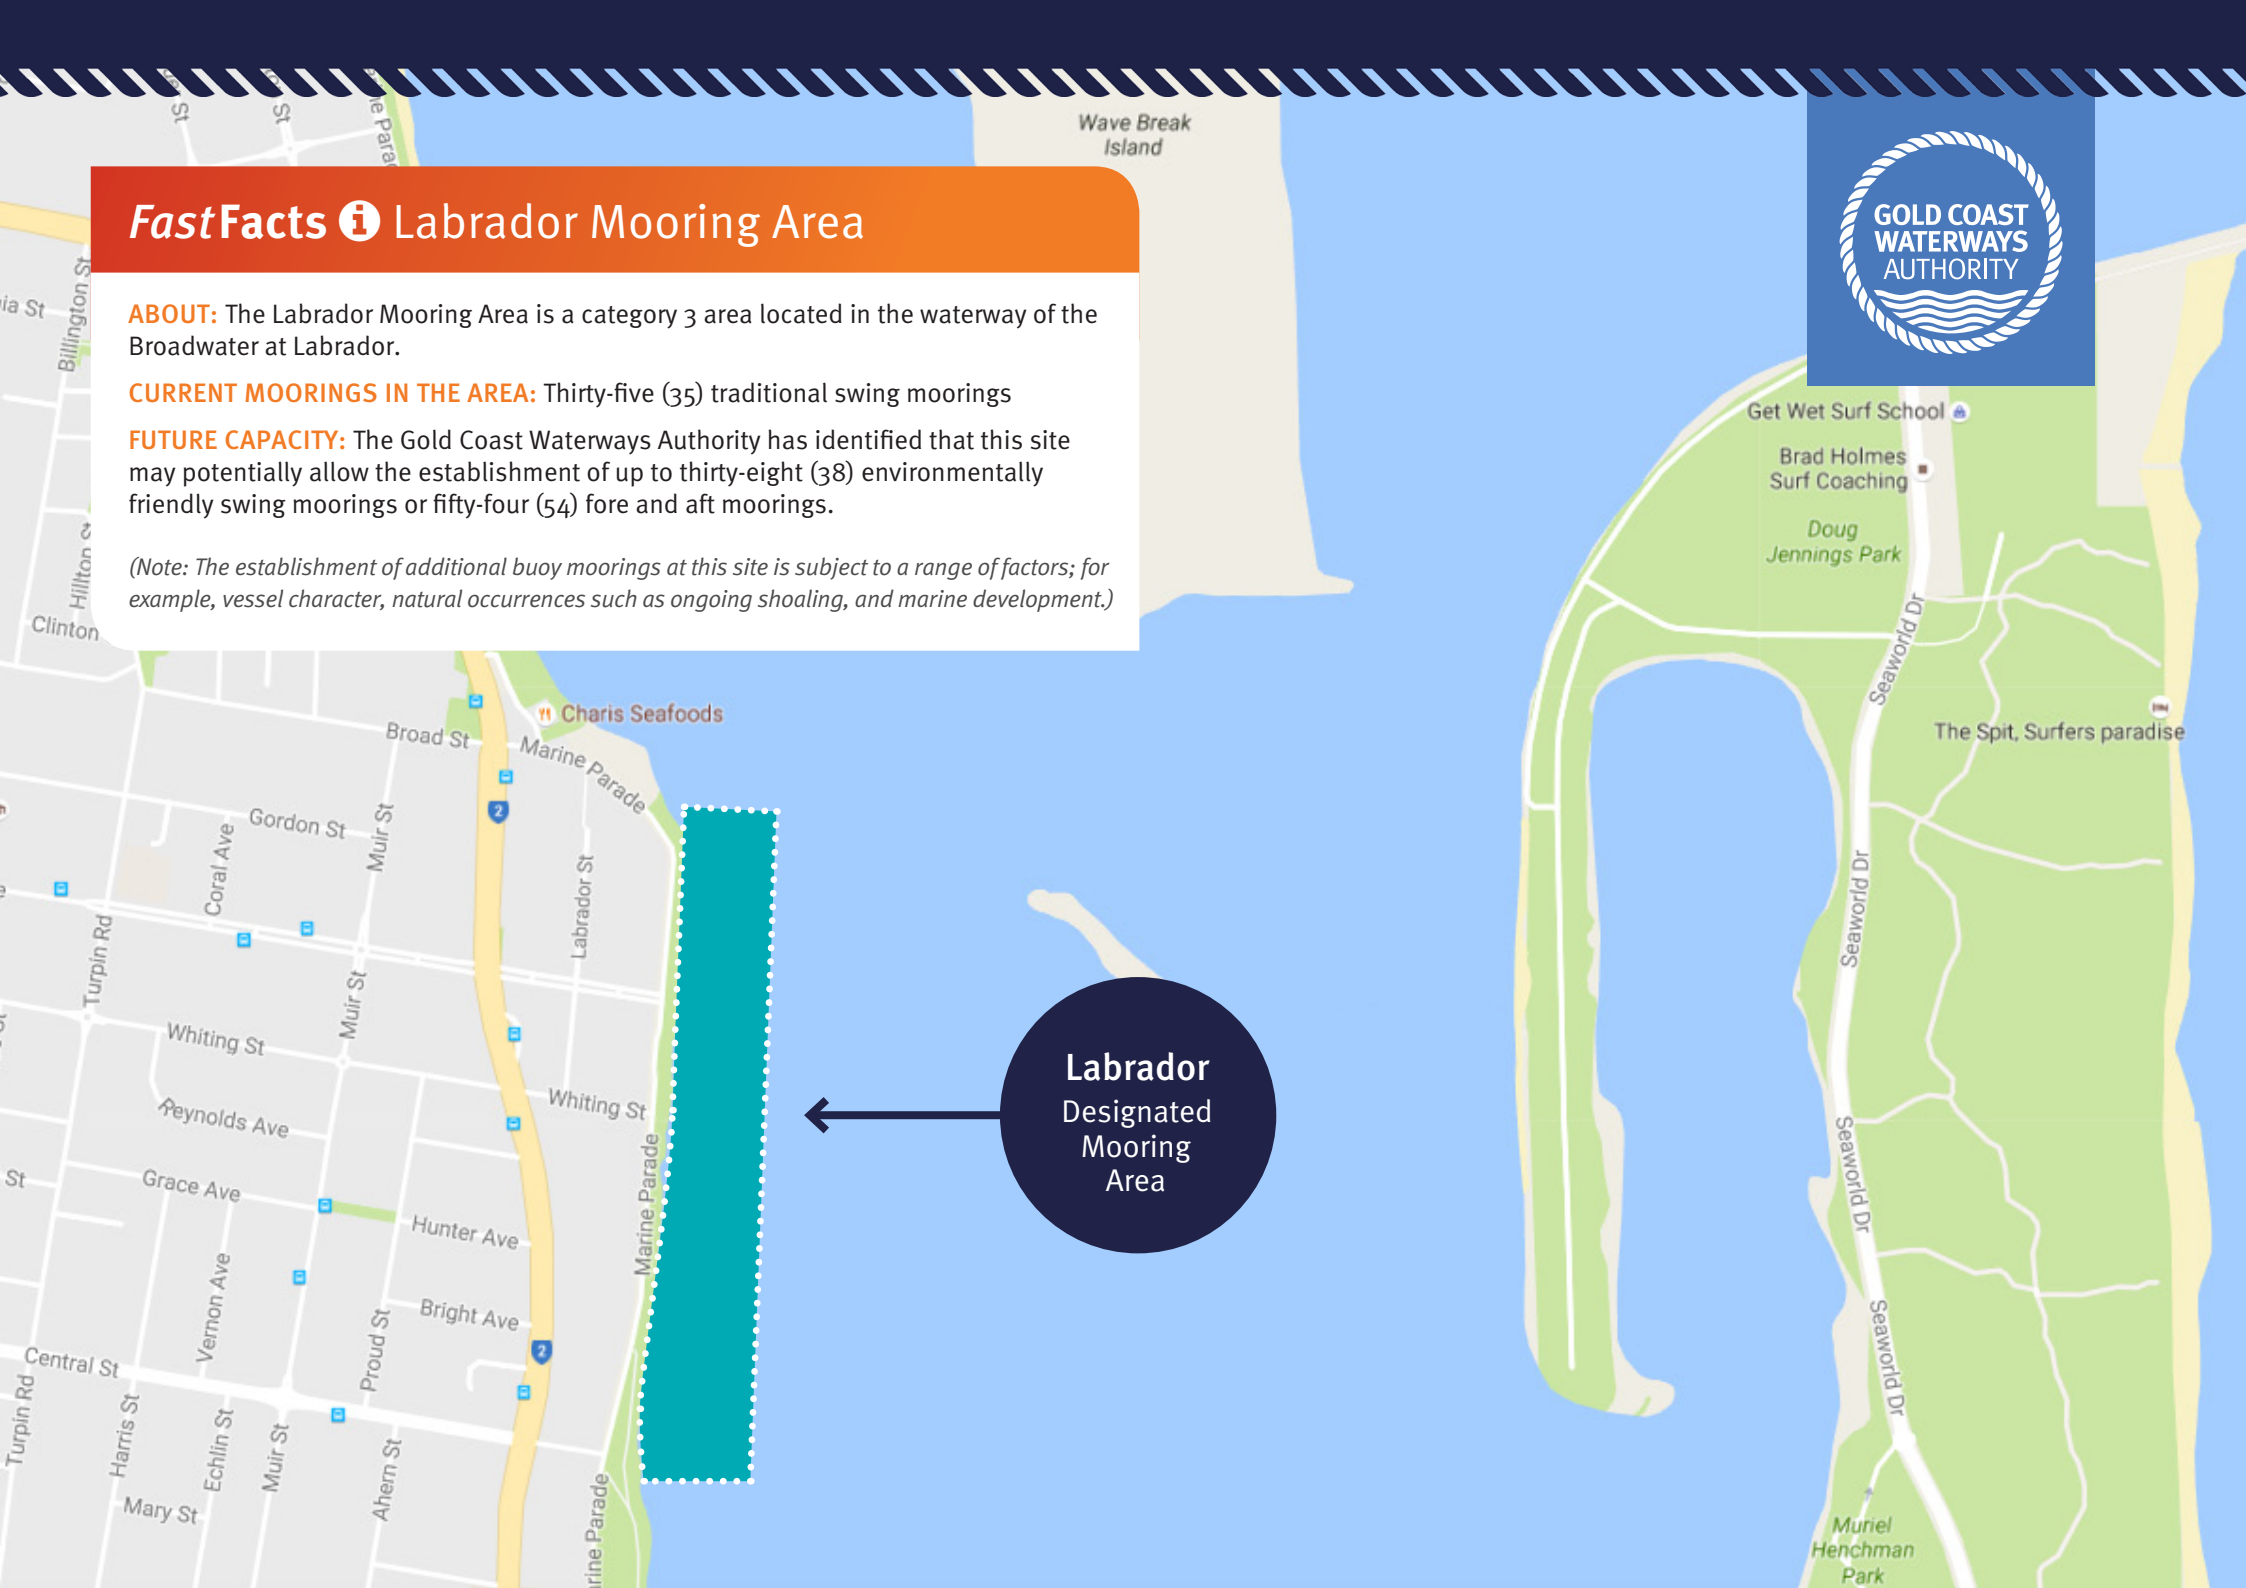 Wave Break
Island
FastFacts i Labrador Mooring Area
GOLD COAST
WATERWAYS
AUTHORITY
ABOUT: The Labrador Mooring Area is a category 3 area located in the waterway of the
Broadwater at Labrador.
CURRENT MOORINGS IN THE AREA: Thirty-five (35) traditional swing moorings
FUTURE CAPACITY: The Gold Coast Waterways Authority has identified that this site
may potentially allow the establishment of up to thirty-eight (38) environmentally
friendly swing moorings or fifty-four (54) fore and aft moorings.
(Note: The establishment of additional buoy moorings at this site is subject to a range of factors; for
example, vessel character, natural occurrences such as ongoing shoaling, and marine development.)
St
St
Billington St
St
Hillton St
Clinton
Get Wet Surf School
Brad Holmes
Surf Coaching
Doug
Jennings Park
Seaworld Dr
The Spit, Surfers paradise
Charis Seafoods
Broad St
Marine Parade
2
Gordon St
Muir St
Coral Ave
Labrador St
Turpin Rd
Muir St
Whiting St
Reynolds Ave
Whiting St
Marine Parade
St
Grace Ave
Hunter Ave
Vernon Ave
Bright Ave
Proud St
2
Central St
Turpin Rd
Harris St
Echlin St
Muir St
Ahern St
Mary St
Labrador
Designated
Mooring
Area
Seaworld Dr
Seaworld Dr
Seaworld Dr
Muriel
Henchman
Park